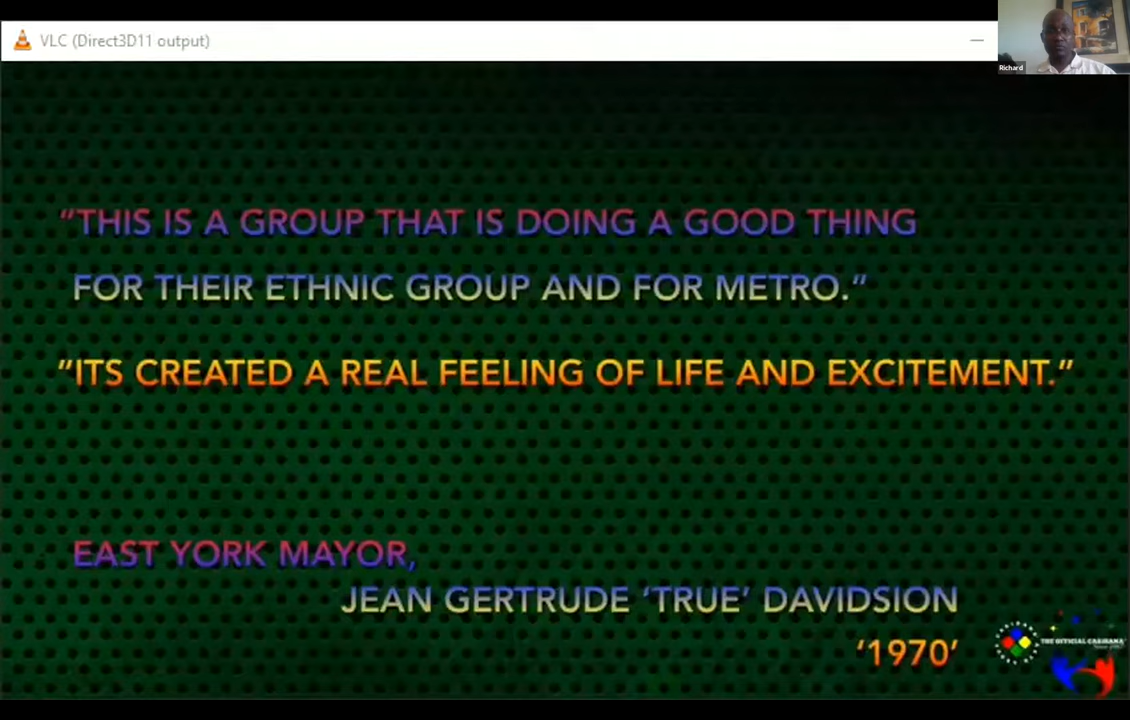 VLC (Direct3D11 output)
Richard
“THIS IS A GROUP THAT IS DOING A GOOD THING
FOR THEIR ETHNIC GROUP AND FOR METRO.”
”ITS CREATED A REAL FEELING OF LIFE AND EXCITEMENT.”
EAST YORK MAYOR,
JEAN GERTRUDE ‘TRUE’ DAVIDSION
‘1970’
THE OFFICIAL CARIBANA